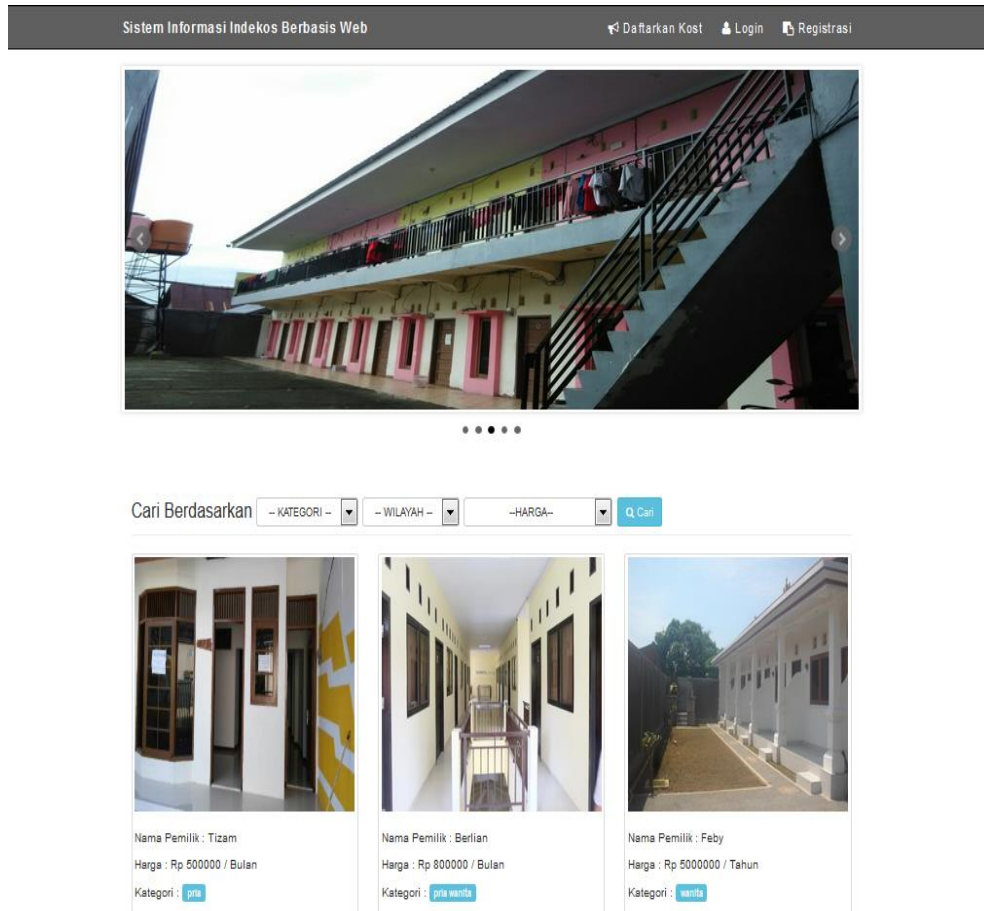 Sistem Informasi Indekos Berbasis Web
Daftarkan Kost
Login
Registrasi
Cari Berdasarkan
-- KATEGORI --
-- WILAYAH --
--HARGA--
Cari
Nama Pemilik : Tizam
Harga : Rp 500000 / Bulan
Kategori : pria
Nama Pemilik : Berlian
Harga : Rp 800000 / Bulan
Kategori : pria wanita
Nama Pemilik : Feby
Harga : Rp 5000000 / Tahun
Kategori : wanita